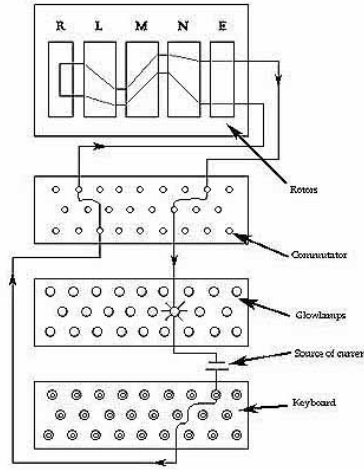 R L M N E
Rotors
Commutator
Glowlamps
Source of current
Keyboard